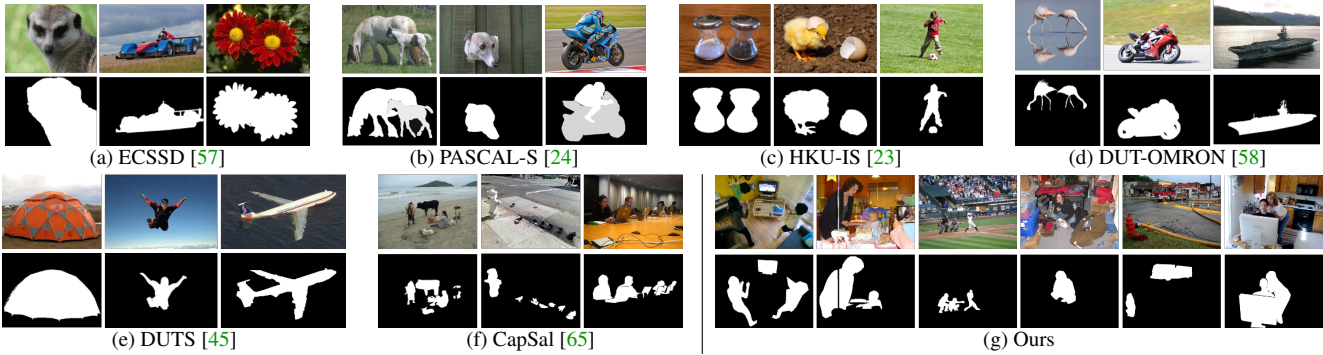 (a) ECSSD [57]
(b) PASCAL-S [24]
(c) HKU-IS [23]
(d) DUT-OMRON [58]
(e) DUTS [45]
(f) CapSal [65]
(g) Ours